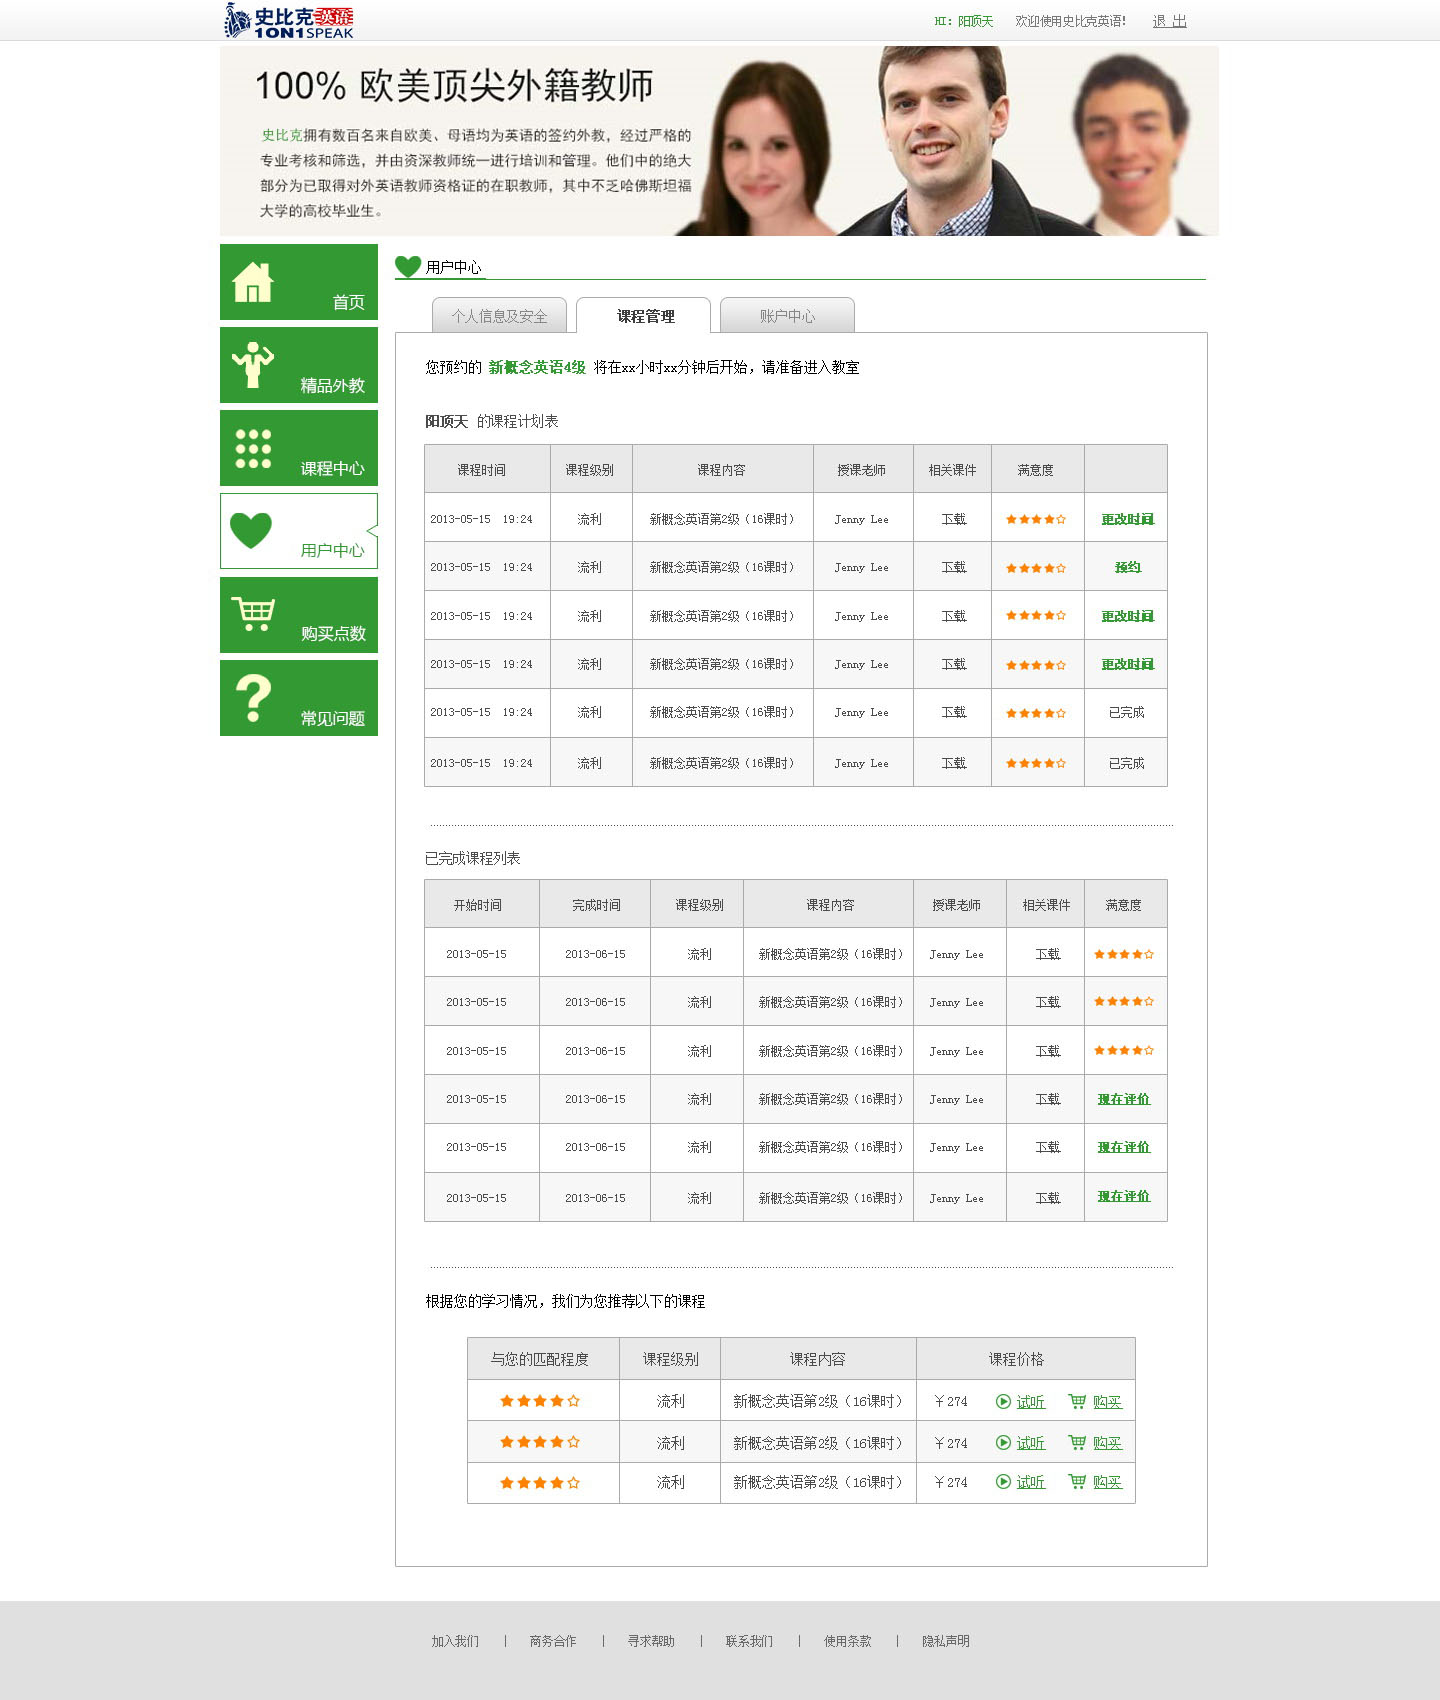 史比克英语
1ON1SPEAK
HI：阳顶天 欢迎使用史比克英语! 退 出
100% 欧美顶尖外籍教师
史比克拥有数百名来自欧美、母语均为英语的签约外教，经过严格的
专业考核和筛选，并由资深教师统一进行培训和管理。他们中的绝大
部分为已取得对外英语教师资格证的在职教师，其中不乏哈佛斯坦福
大学的高校毕业生。
首页
精品外教
课程中心
用户中心
购买点数
常见问题
用户中心
个人信息及安全 课程管理 账户中心
您预约的 新概念英语4级 将在xx小时xx分钟后开始，请准备进入教室
阳顶天 的课程计划表
课程时间 课程级别 课程内容 授课老师 相关课件 满意度
2013-05-15 19:24 流利 新概念英语第2级（16课时） Jenny Lee 下载 ★★★★☆ 更改时间
2013-05-15 19:24 流利 新概念英语第2级（16课时） Jenny Lee 下载 ★★★★☆ 预约
2013-05-15 19:24 流利 新概念英语第2级（16课时） Jenny Lee 下载 ★★★★☆ 更改时间
2013-05-15 19:24 流利 新概念英语第2级（16课时） Jenny Lee 下载 ★★★★☆ 更改时间
2013-05-15 19:24 流利 新概念英语第2级（16课时） Jenny Lee 下载 ★★★★☆ 已完成
2013-05-15 19:24 流利 新概念英语第2级（16课时） Jenny Lee 下载 ★★★★☆ 已完成
已完成课程列表
开始时间 完成时间 课程级别 课程内容 授课老师 相关课件 满意度
2013-05-15 2013-06-15 流利 新概念英语第2级（16课时） Jenny Lee 下载 ★★★★☆
2013-05-15 2013-06-15 流利 新概念英语第2级（16课时） Jenny Lee 下载 ★★★★☆
2013-05-15 2013-06-15 流利 新概念英语第2级（16课时） Jenny Lee 下载 ★★★★☆
2013-05-15 2013-06-15 流利 新概念英语第2级（16课时） Jenny Lee 下载 现在评价
2013-05-15 2013-06-15 流利 新概念英语第2级（16课时） Jenny Lee 下载 现在评价
2013-05-15 2013-06-15 流利 新概念英语第2级（16课时） Jenny Lee 下载 现在评价
根据您的学习情况，我们为您推荐以下的课程
与您的匹配程度 课程级别 课程内容 课程价格
★★★★☆ 流利 新概念英语第2级（16课时） ￥274 试听 购买
★★★★☆ 流利 新概念英语第2级（16课时） ￥274 试听 购买
★★★★☆ 流利 新概念英语第2级（16课时） ￥274 试听 购买
加入我们 | 商务合作 | 寻求帮助 | 联系我们 | 使用条款 | 隐私声明